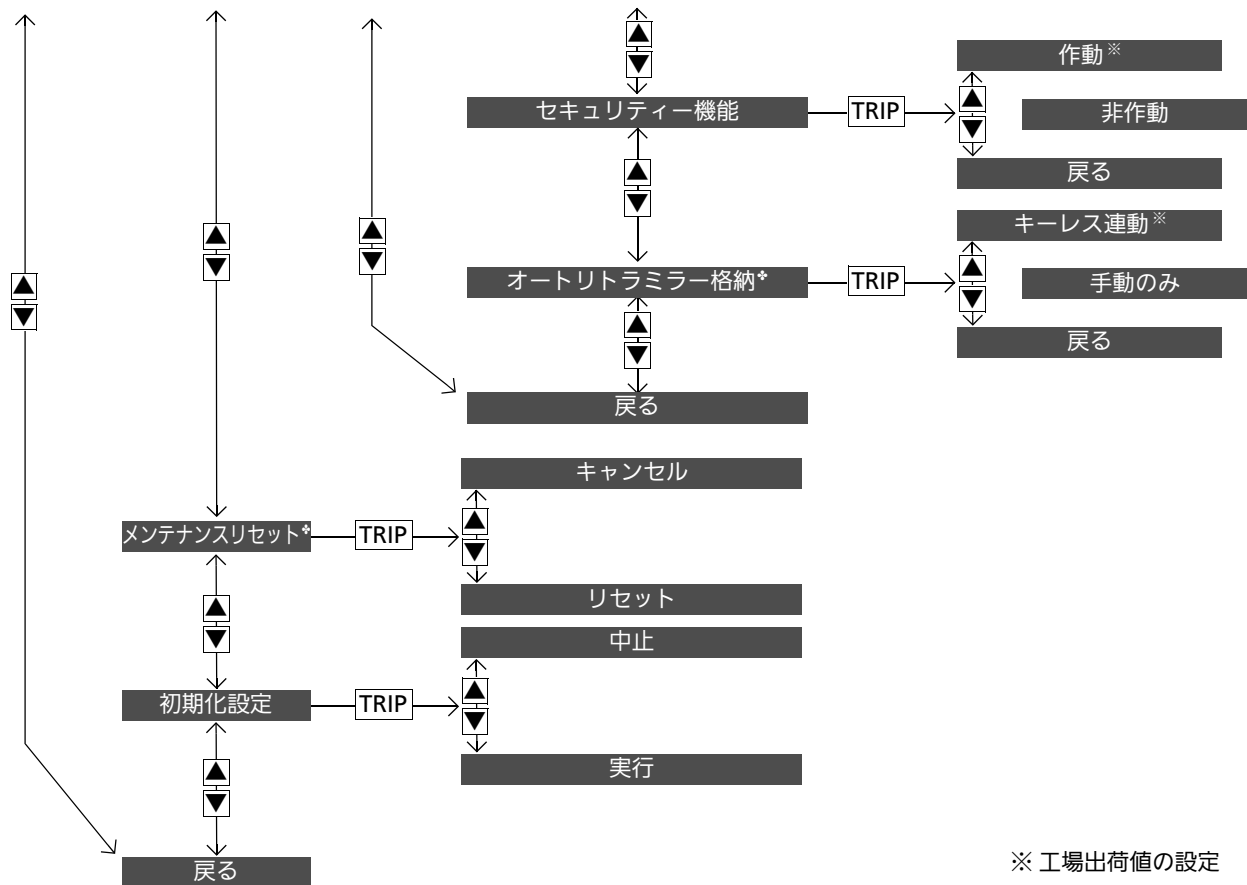 作動※
セキュリティー機能
TRIP
非作動
戻る
キーレス連動※
オートリトラミラー格納✤
TRIP
手動のみ
戻る
戻る
キャンセル
メンテナンスリセット✤
TRIP
リセット
中止
初期化設定
TRIP
実行
戻る
※ 工場出荷値の設定